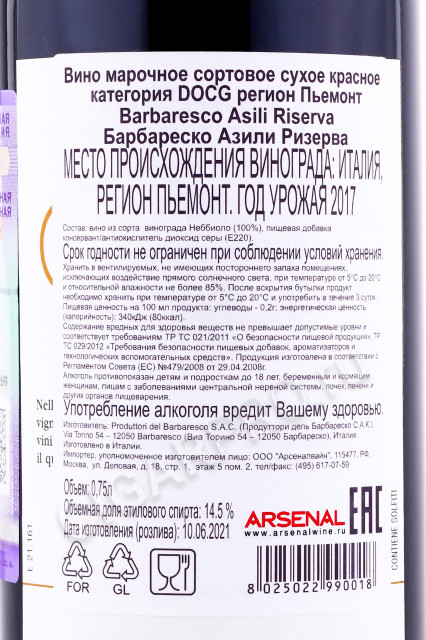 Вино марочное сортовое сухое красное
категория DOCG регион Пьемонт
Barbaresco Asili Riserva
Барбареско Азили Ризерва
МЕСТО ПРОИСХОЖДЕНИЯ ВИНОГРАДА: ИТАЛИЯ,
РЕГИОН ПЬЕМОНТ. ГОД УРОЖАЯ 2017
Состав: вино из сорта винограда Неббиоло (100%), пищевая добавка
консервант/антиокислитель диоксид серы (Е220).
Срок годности не ограничен при соблюдении условий хранения.
Хранить в вентилируемых, не имеющих постороннего запаха помещениях,
исключающих воздействие прямого солнечного света, при температуре от 5°С до 20°С
и относительной влажности не более 85%. После вскрытия бутылки продукт
необходимо хранить при температуре от 5°С до 20°С и употребить в течение 3 суток.
Пищевая ценность на 100 мл продукта: углеводы - 0,2г; энергетическая ценность
(калорийность): 340кДж (80ккал).
Содержание вредных для здоровья веществ не превышает допустимые уровни и
соответствует требованиям ТР ТС 021/2011 «О безопасности пищевой продукции», ТР
ТС 029/2012 «Требования безопасности пищевых добавок, ароматизаторов и
технологических вспомогательных средств». Продукция изготовлена в соответствии с
Регламентом Совета (ЕС) №479/2008 от 29.04.2008г.
Алкоголь противопоказан детям и подросткам до 18 лет, беременным и кормящим
женщинам, лицам с заболеваниями центральной нервной системы, почек, печени и
других органов пищеварения.
Употребление алкоголя вредит Вашему здоровью.
Изготовитель: Produttori del Barbaresco S.A.C. (Продуттори дель Барбареско С.А.К.)
Via Torino 54 – 12050 Barbaresco (Виа Торино 54 – 12050 Барбареско), Италия.
Изготовлено в Италии.
Импортер, уполномоченное изготовителем лицо: ООО «Арсеналвайн», 115477, РФ,
Москва, ул. Деловая, д. 18, стр. 1, этаж 5 пом. 2, тел./факс: (495) 617-07-59
Объем: 0,75л
Объемная доля этилового спирта: 14.5 %
Дата изготовления (розлива): 10.06.2021
ARSENAL
www.arsenalwine.ru
EAC
FOR
GL
8 025022 990018
CONTIENE SOLFITI
L 21.161
Nell
vign
vini
il q